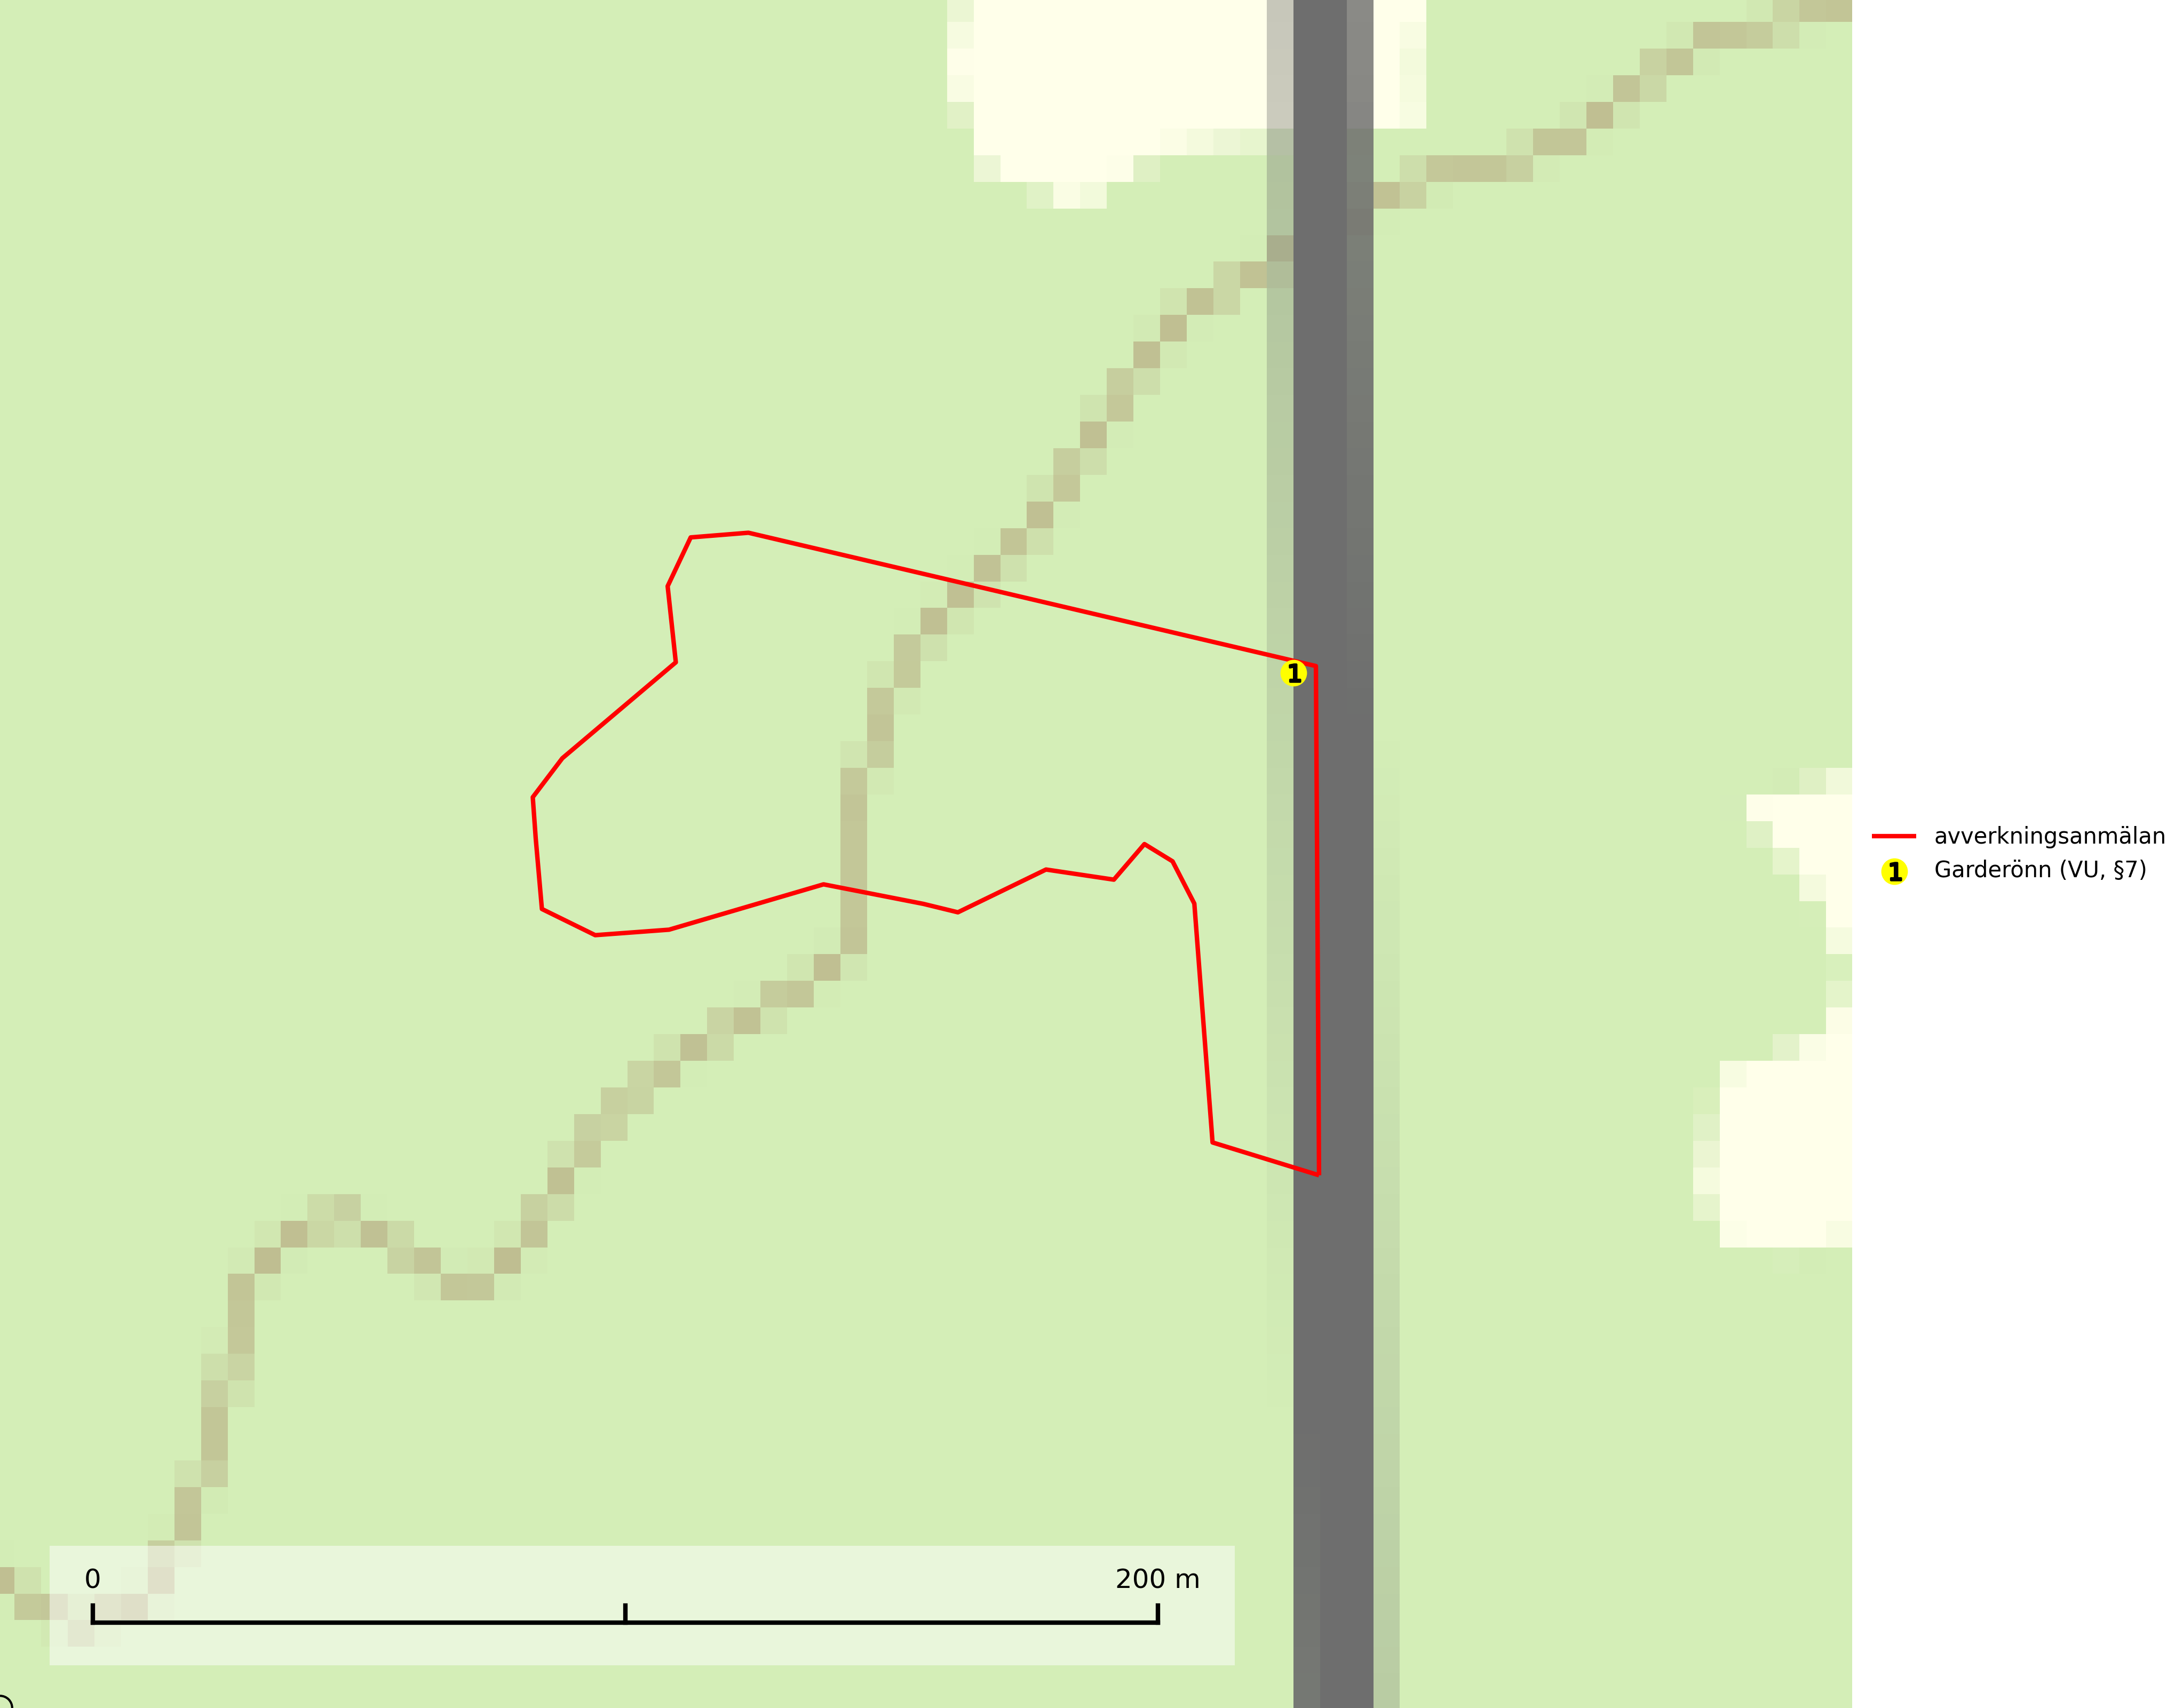 1
avverkningsanmälan
1 Garderönn (VU, §7)
0 200 m